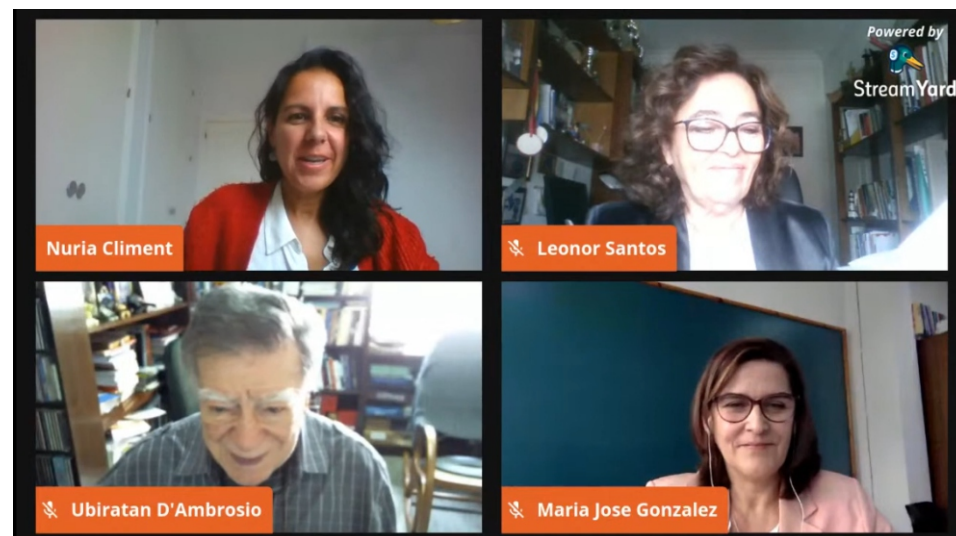 Powered by
StreamYard
Nuria Climent
Leonor Santos
Ubiratan D'Ambrosio
Maria Jose Gonzalez